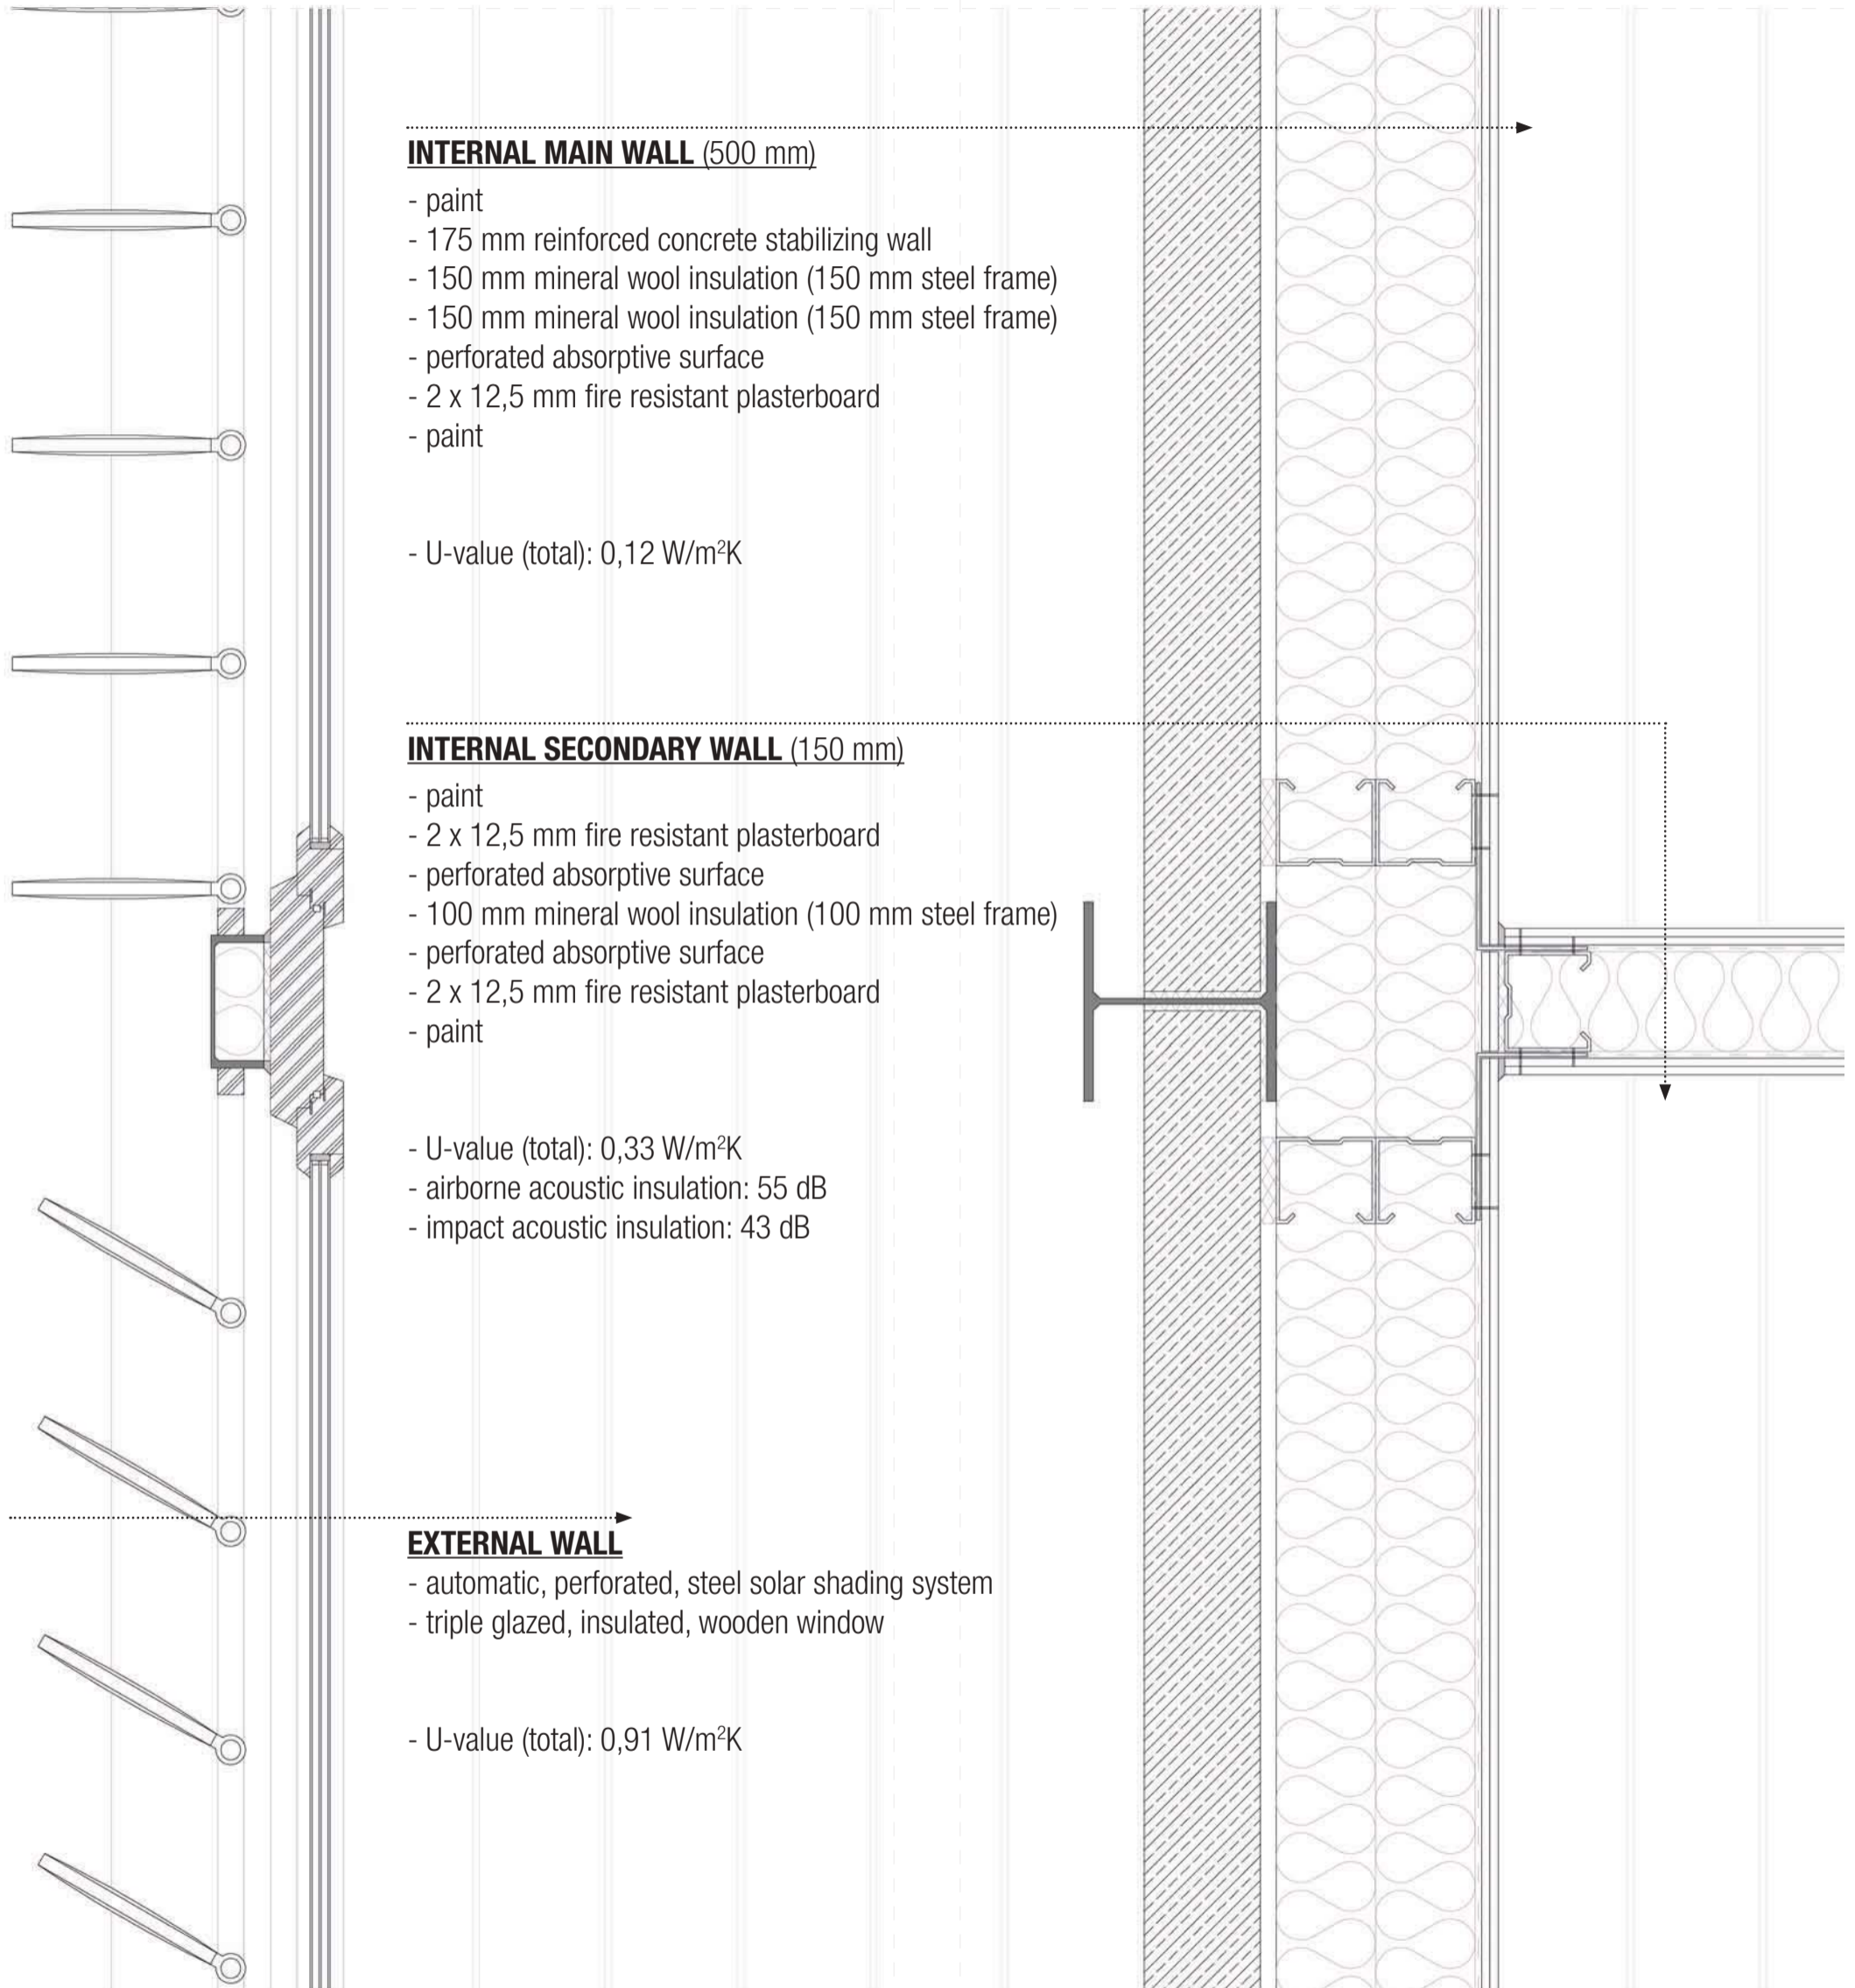 INTERNAL MAIN WALL (500 mm)
- paint
- 175 mm reinforced concrete stabilizing wall
- 150 mm mineral wool insulation (150 mm steel frame)
- 150 mm mineral wool insulation (150 mm steel frame)
- perforated absorptive surface
- 2 x 12,5 mm fire resistant plasterboard
- paint
- U-value (total): 0,12 W/m²K
INTERNAL SECONDARY WALL (150 mm)
- paint
- 2 x 12,5 mm fire resistant plasterboard
- perforated absorptive surface
- 100 mm mineral wool insulation (100 mm steel frame)
- perforated absorptive surface
- 2 x 12,5 mm fire resistant plasterboard
- paint
- U-value (total): 0,33 W/m²K
- airborne acoustic insulation: 55 dB
- impact acoustic insulation: 43 dB
EXTERNAL WALL
- automatic, perforated, steel solar shading system
- triple glazed, insulated, wooden window
- U-value (total): 0,91 W/m²K